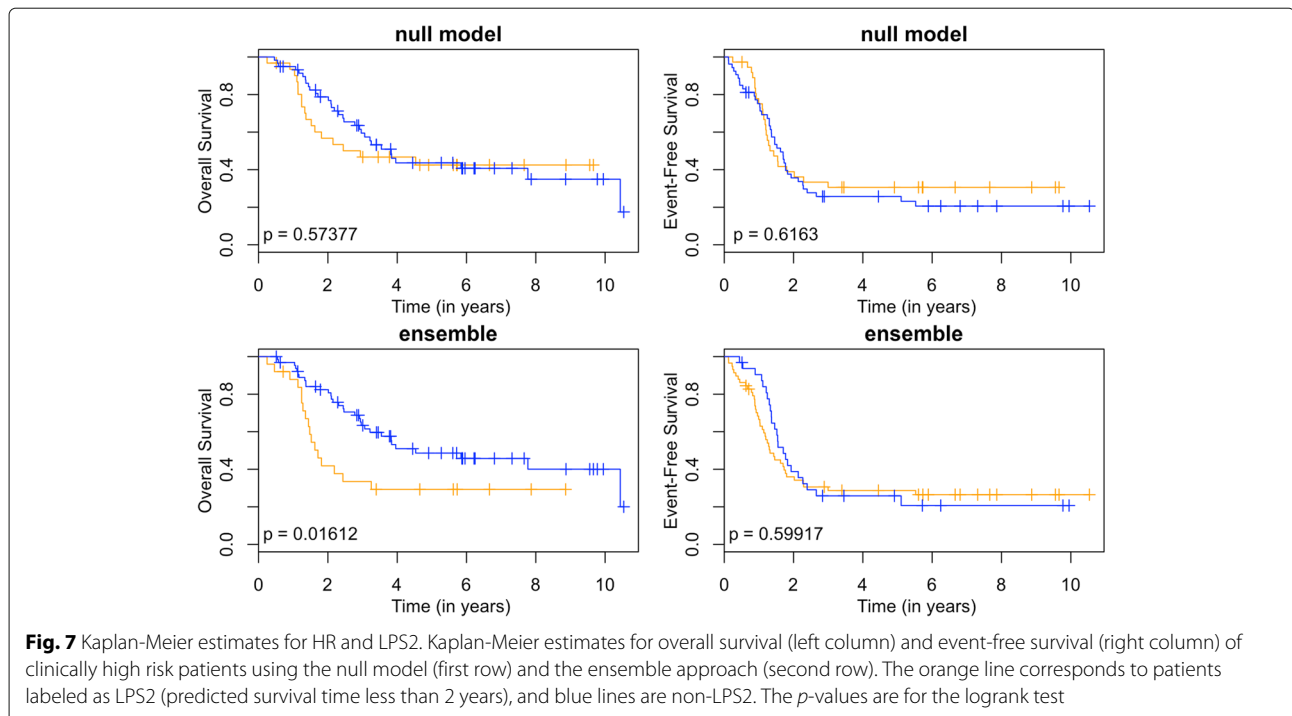 null model
null model
Overall Survival
0.0 0.4 0.8
p = 0.57377
0 2 4 6 8 10
Time (in years)
Event-Free Survival
0.0 0.4 0.8
p = 0.6163
0 2 4 6 8 10
Time (in years)
ensemble
ensemble
Overall Survival
0.0 0.4 0.8
p = 0.01612
0 2 4 6 8 10
Time (in years)
Event-Free Survival
0.0 0.4 0.8
p = 0.59917
0 2 4 6 8 10
Time (in years)
Fig. 7 Kaplan-Meier estimates for HR and LPS2. Kaplan-Meier estimates for overall survival (left column) and event-free survival (right column) of
clinically high risk patients using the null model (first row) and the ensemble approach (second row). The orange line corresponds to patients
labeled as LPS2 (predicted survival time less than 2 years), and blue lines are non-LPS2. The p-values are for the logrank test